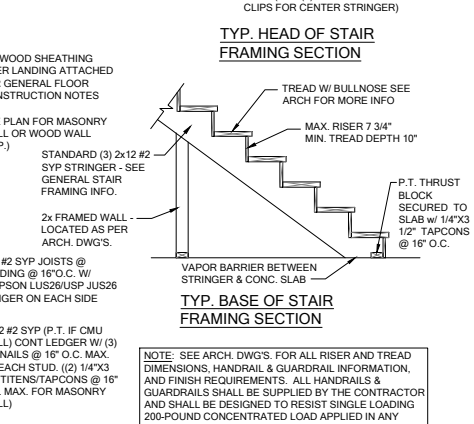 CLIPS FOR CENTER STRINGER)
TYP. HEAD OF STAIR
FRAMING SECTION
WOOD SHEATHING
LANDING ATTACHED
GENERAL FLOOR
NOTES
PLAN FOR MASONRY
OR WOOD WALL
TREAD W/ BULLNOSE SEE
ARCH FOR MORE INFO
MAX. RISER 7 3/4"
MIN. TREAD DEPTH 10"
STANDARD (3) 2x12 #2
SYP STRINGER - SEE
GENERAL STAIR
FRAMING INFO.
2x FRAMED WALL -
LOCATED AS PER
ARCH. DWG'S.
P.T. THRUST
BLOCK
SECURED TO
SLAB w/ 1/4"X3
1/2" TAPCONS
@ 16" O.C.
#2 SYP JOISTS @
@ 16"O.C. W/
LUS26/USP JUS26
ON EACH SIDE
VAPOR BARRIER BETWEEN
STRINGER & CONC. SLAB
TYP. BASE OF STAIR
FRAMING SECTION
#2 SYP (P.T. IF CMU
CONT LEDGER W/ (3)
NAILS @ 16" O.C. MAX.
EACH STUD. ((2) 1/4"X3
TITENS/TAPCONS @ 16"
MAX. FOR MASONRY
NOTE: SEE ARCH. DWG'S. FOR ALL RISER AND TREAD
DIMENSIONS, HANDRAIL & GUARDRAIL INFORMATION,
AND FINISH REQUIREMENTS. ALL HANDRAILS &
GUARDRAILS SHALL BE SUPPLIED BY THE CONTRACTOR
AND SHALL BE DESIGNED TO RESIST SINGLE LOADING
200-POUND CONCENTRATED LOAD APPLIED IN ANY